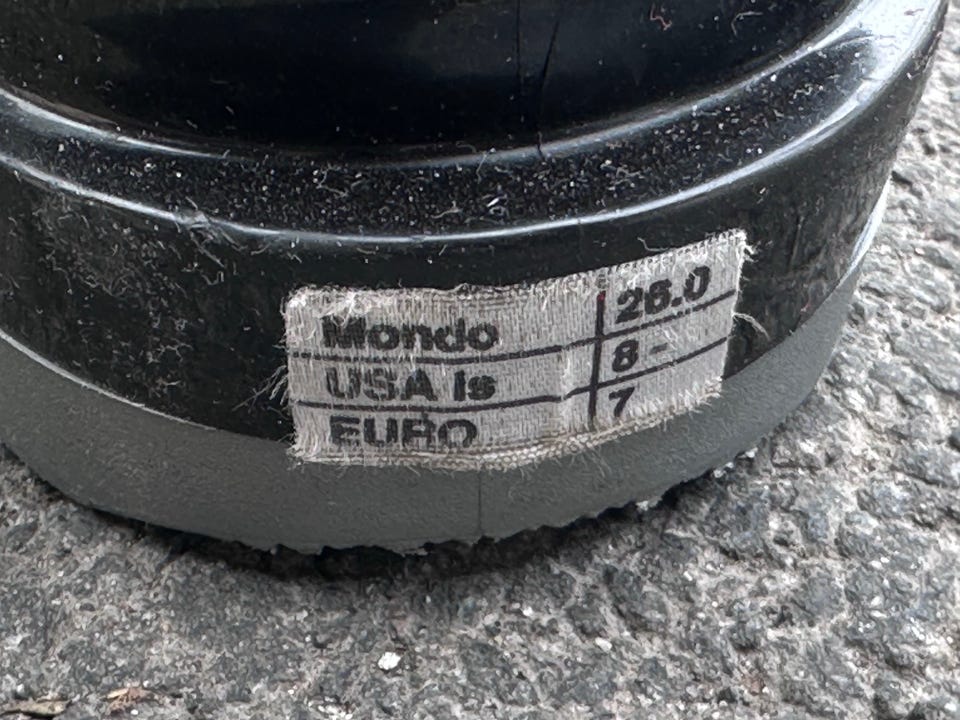 Mondo 26.0
USA ls 8 -
EURO 7